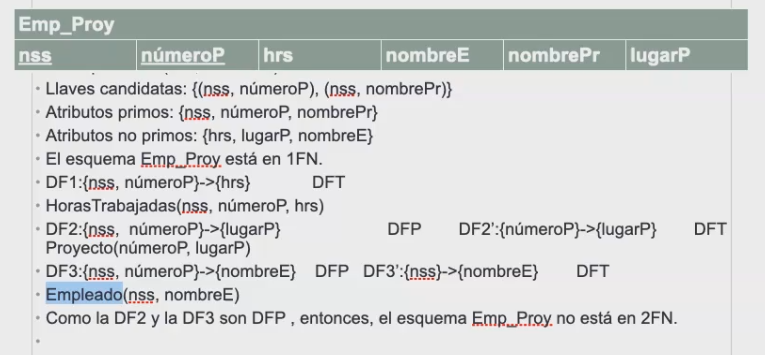 Emp_Proy
nss númeroP hrs nombreE nombrePr lugarP
• Llaves candidatas: {(nss, númeroP), (nss, nombrePr)}
• Atributos primos: {nss, númeroP, nombrePr}
• Atributos no primos: {hrs, lugarP, nombreE}
• El esquema Emp_Proy está en 1FN.
• DF1:{nss, númeroP}->{hrs} DFT
• HorasTrabajadas(nss, númeroP, hrs)
• DF2:{nss, númeroP}->{lugarP} DFP DF2’:{númeroP}->{lugarP} DFT
Proyecto(númeroP, lugarP)
• DF3:{nss, númeroP}->{nombreE} DFP DF3’:{nss}->{nombreE} DFT
• Empleado(nss, nombreE)
• Como la DF2 y la DF3 son DFP , entonces, el esquema Emp_Proy no está en 2FN.
•